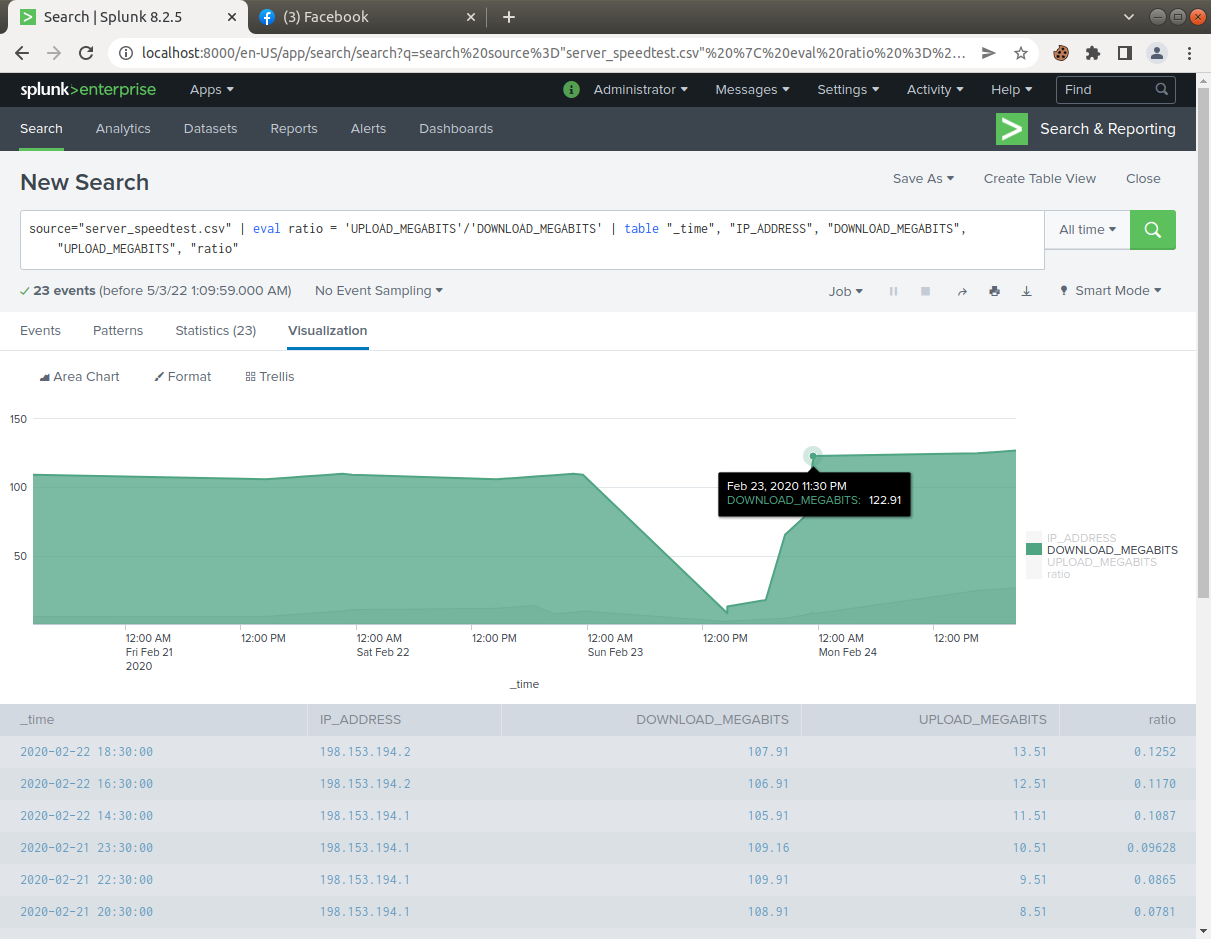 Search | Splunk 8.2.5
(3) Facebook
localhost:8000/en-US/app/search/search?q=search%20source%3D"server_speedtest.csv"%20%7C%20eval%20ratio%20%3D%2...
splunk>enterprise Apps
i Administrator Messages Settings Activity Help Find
Search Analytics Datasets Reports Alerts Dashboards
> Search & Reporting
New Search
Save As Create Table View Close
source="server_speedtest.csv" | eval ratio = 'UPLOAD_MEGABITS'/'DOWNLOAD_MEGABITS' | table "_time", "IP_ADDRESS", "DOWNLOAD_MEGABITS",
"UPLOAD_MEGABITS", "ratio"
All time
23 events (before 5/3/22 1:09:59.000 AM) No Event Sampling
Job Smart Mode
Events Patterns Statistics (23) Visualization
Area Chart Format Trellis
150
100
50
Feb 23, 2020 11:30 PM
DOWNLOAD_MEGABITS: 122.91
IP_ADDRESS
DOWNLOAD_MEGABITS
UPLOAD_MEGABITS
ratio
12:00 AM 12:00 PM 12:00 AM 12:00 PM 12:00 AM 12:00 PM 12:00 AM 12:00 PM
Fri Feb 21 Sat Feb 22 Sun Feb 23 Mon Feb 24
2020
_time
_time IP_ADDRESS DOWNLOAD_MEGABITS UPLOAD_MEGABITS ratio
2020-02-22 18:30:00 198.153.194.2 107.91 13.51 0.1252
2020-02-22 16:30:00 198.153.194.2 106.91 12.51 0.1170
2020-02-22 14:30:00 198.153.194.1 105.91 11.51 0.1087
2020-02-21 23:30:00 198.153.194.1 109.16 10.51 0.09628
2020-02-21 22:30:00 198.153.194.1 109.91 9.51 0.0865
2020-02-21 20:30:00 198.153.194.1 108.91 8.51 0.0781